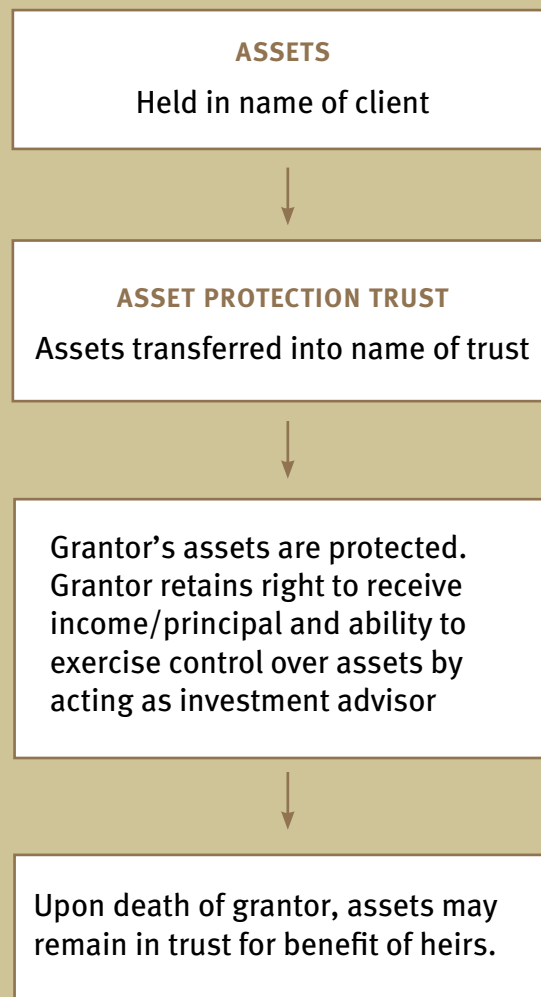 ASSETS
Held in name of client
ASSET PROTECTION TRUST
Assets transferred into name of trust
Grantor’s assets are protected.
Grantor retains right to receive
income/principal and ability to
exercise control over assets by
acting as investment advisor
Upon death of grantor, assets may
remain in trust for benefit of heirs.